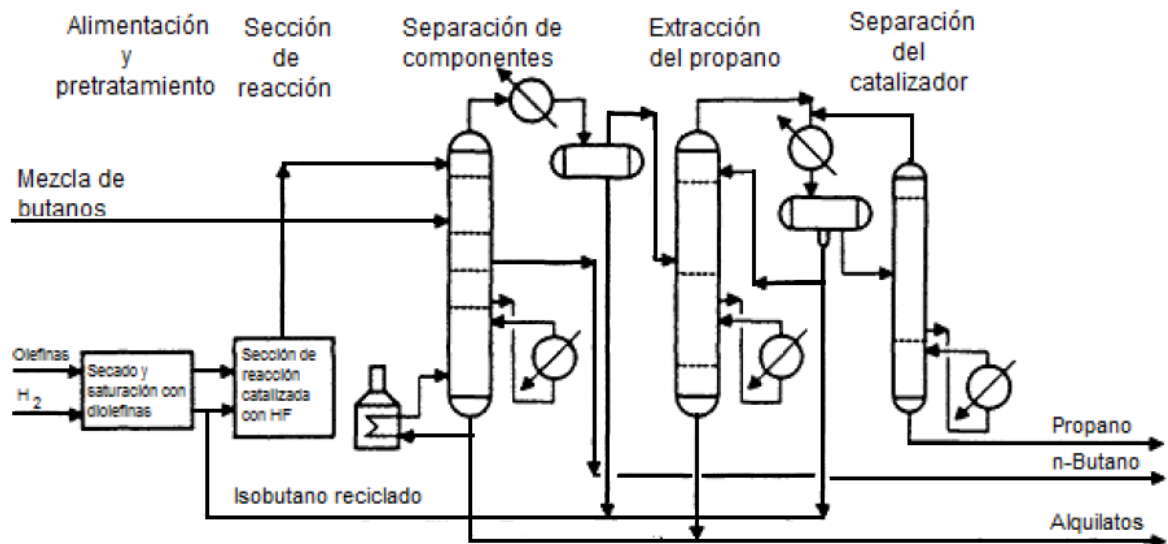 Alimentación
y
pretratamiento
Sección
de
reacción
Separación de
componentes
Extracción
del propano
Separación
del
catalizador
Mezcla de
butanos
Olefinas
H2
Secado y
saturación con
diolefinas
Sección de
reacción
catalizada
con HF
Isobutano reciclado
Propano
n-Butano
Alquilatos